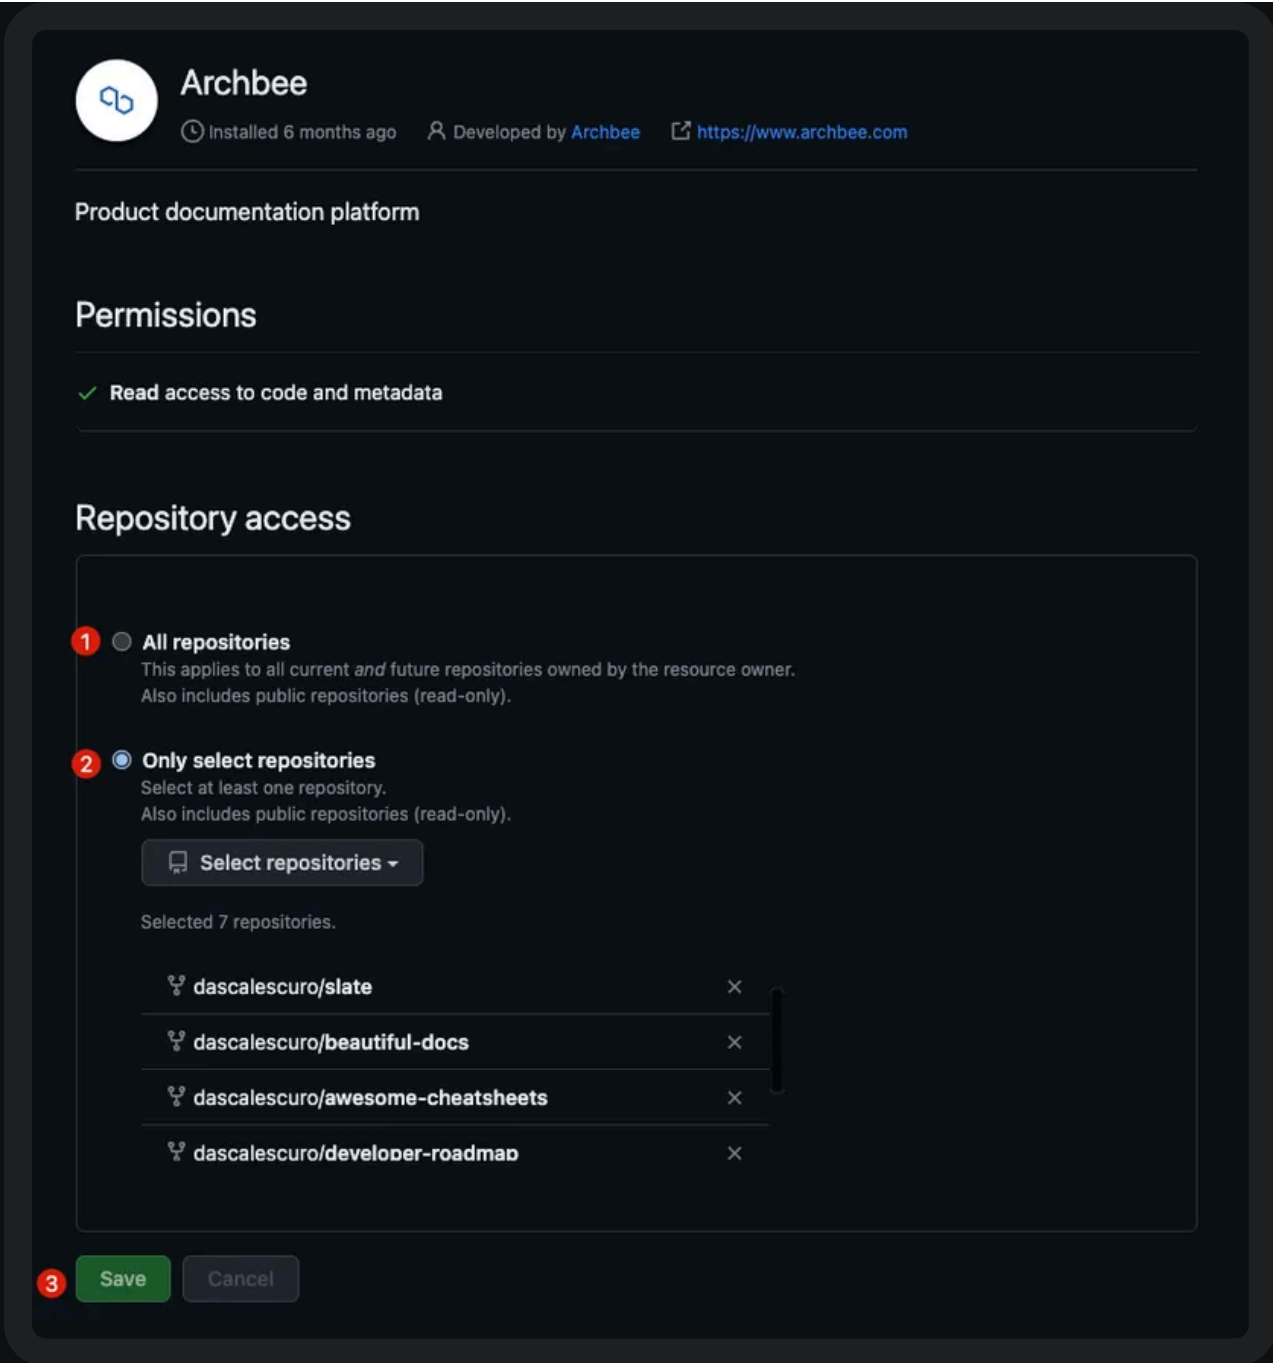 Archbee
Installed 6 months ago Developed by Archbee https://www.archbee.com
Product documentation platform
Permissions
Read access to code and metadata
Repository access
1 All repositories
This applies to all current and future repositories owned by the resource owner.
Also includes public repositories (read-only).
2 Only select repositories
Select at least one repository.
Also includes public repositories (read-only).
Select repositories
Selected 7 repositories.
dascalescuro/slate
dascalescuro/beautiful-docs
dascalescuro/awesome-cheatsheets
dascalescuro/developer-roadmap
3 Save Cancel